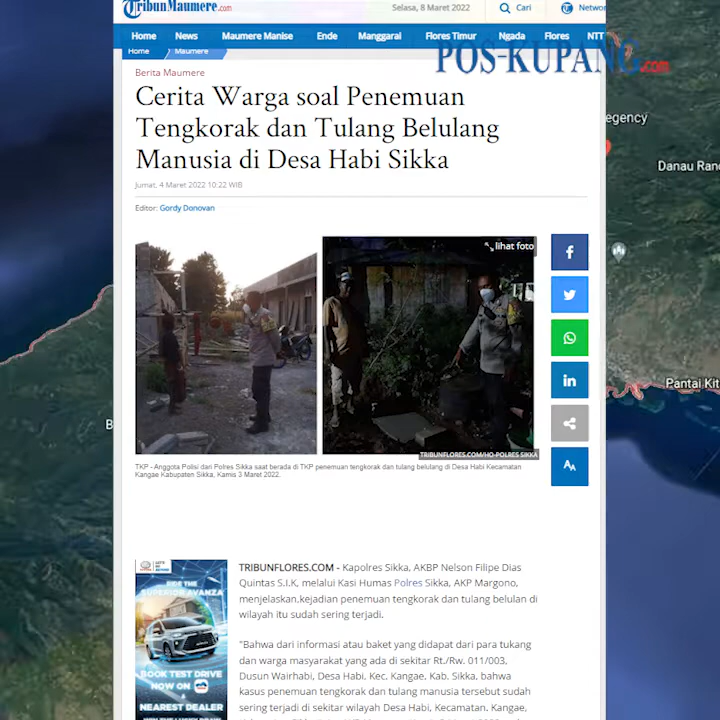 TribunMaumere.com
Selasa, 8 Maret 2022
Cari
Networ
Home News Maumere Manise Ende Manggarai Flores Timur Ngada Flores NTT
Home Maumere
POS-KUPANG.com
Berita Maumere
Cerita Warga soal Penemuan
Tengkorak dan Tulang Belulang
Manusia di Desa Habi Sikka
Jumat, 4 Maret 2022 10:22 WIB
Editor: Gordy Donovan
egency
Danau Rano
Pantai Kit
B
lihat foto
TRIBUNFLORES.COM/HO-POLRES SIKKA
TKP - Anggota Polisi dari Polres Sikka saat berada di TKP penemuan tengkorak dan tulang belulang di Desa Habi Kecamatan
Kangae Kabupaten Sikka, Kamis 3 Maret 2022.
RIDE THE
SUPERIOR AVANZA
BOOK TEST DRIVE
NOW ON
&
NEAREST DEALER
TRIBUNFLORES.COM - Kapolres Sikka, AKBP Nelson Filipe Dias
Quintas S.I.K, melalui Kasi Humas Polres Sikka, AKP Margono,
menjelaskan,kejadian penemuan tengkorak dan tulang belulan di
wilayah itu sudah sering terjadi.
"Bahwa dari informasi atau baket yang didapat dari para tukang
dan warga masyarakat yang ada di sekitar Rt./Rw. 011/003,
Dusun Wairhabi, Desa Habi, Kec. Kangae. Kab. Sikka, bahwa
kasus penemuan tengkorak dan tulang manusia tersebut sudah
sering terjadi di sekitar wilayah Desa Habi, Kecamatan. Kangae,